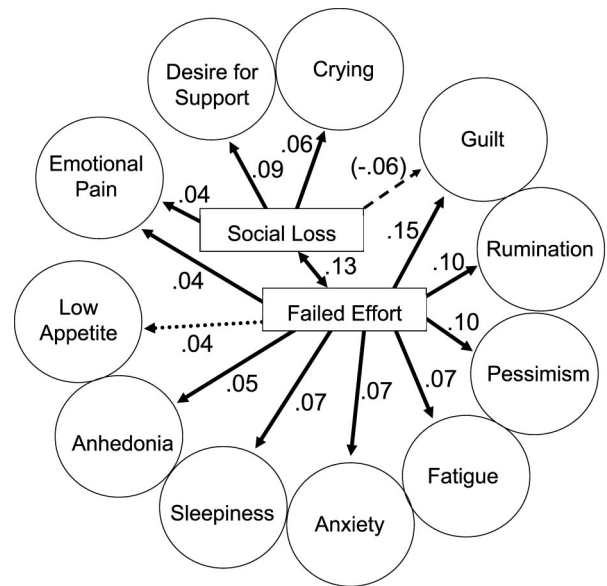 Desire for
Support
Crying
Guilt
Emotional
Pain
.06
.09
(-.06)
.04
Social Loss
.15
Rumination
.13
.10
.04
Low
Appetite
Failed Effort
.10
.04
Pessimism
.05
.07
.07
.07
Anhedonia
Fatigue
Sleepiness
Anxiety